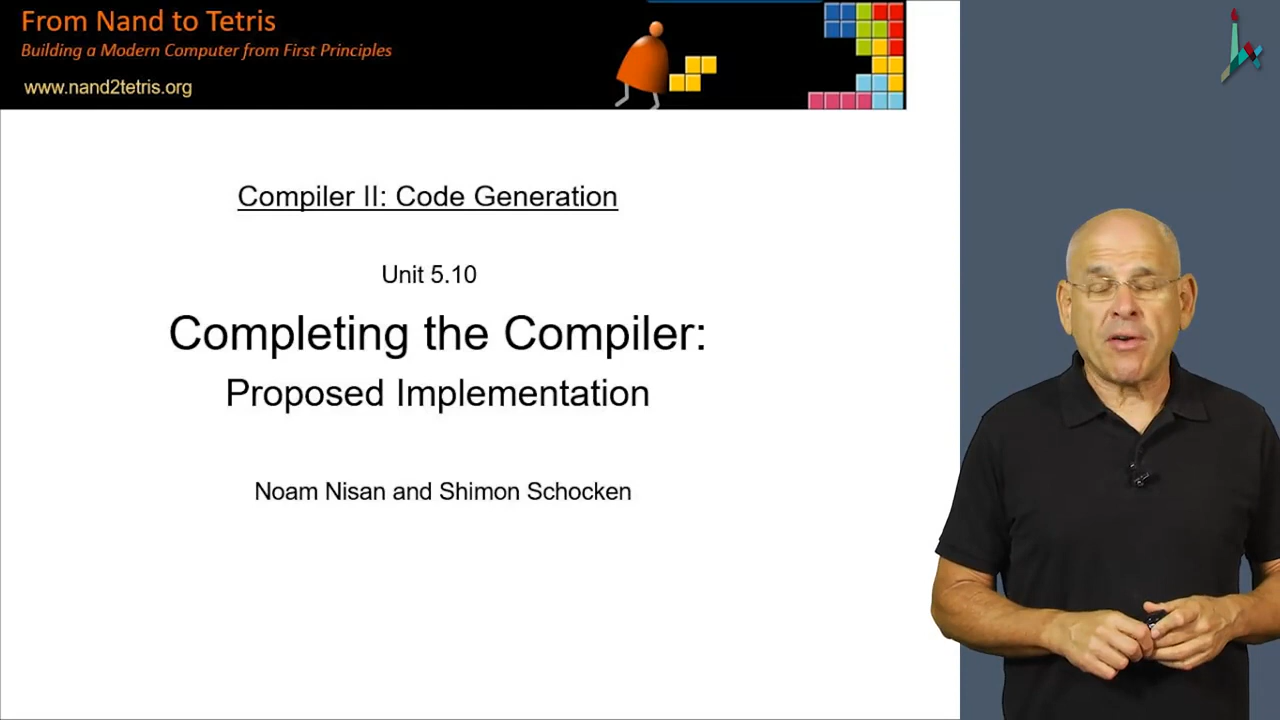 From Nand to Tetris
Building a Modern Computer from First Principles
www.nand2tetris.org
Compiler II: Code Generation
Unit 5.10
Completing the Compiler:
Proposed Implementation
Noam Nisan and Shimon Schocken